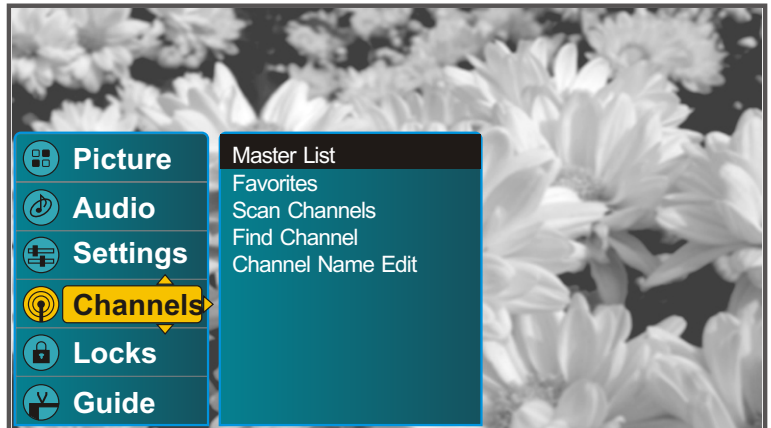 Picture
Audio
Settings
Channels
Locks
Guide
Master List
Favorites
Scan Channels
Find Channel
Channel Name Edit